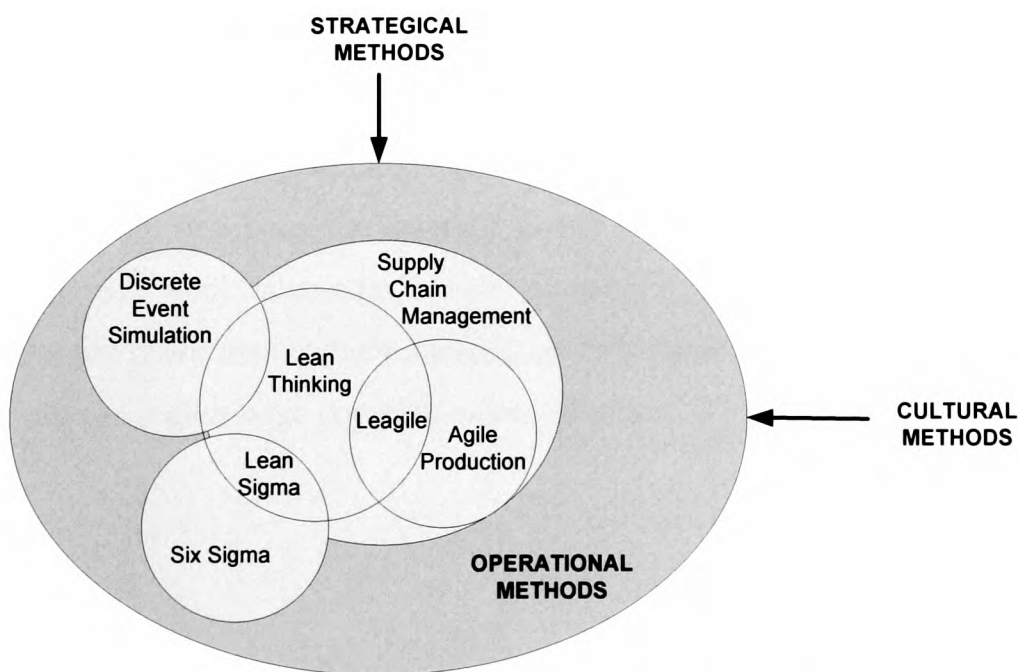 STRATEGICAL
METHODS
Supply
Chain
Management
Discrete
Event
Simulation
Lean
Thinking
Leagile
Agile
Production
CULTURAL
METHODS
Lean
Sigma
Six Sigma
OPERATIONAL
METHODS